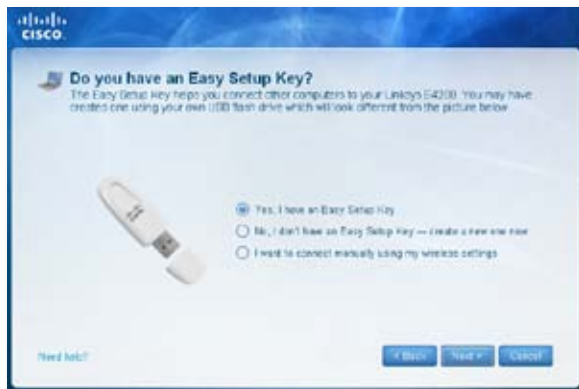 CISCO
Do you have an Easy Setup Key?
The Easy Setup Key helps you connect other computers to your Linksys E4200. You may have
created one using your own USB flash drive which will look different from the picture below
Yes, I have an Easy Setup Key
No, I don't have an Easy Setup Key — create a new one now
I want to connect manually using my wireless settings
Need help?
Back Next Cancel